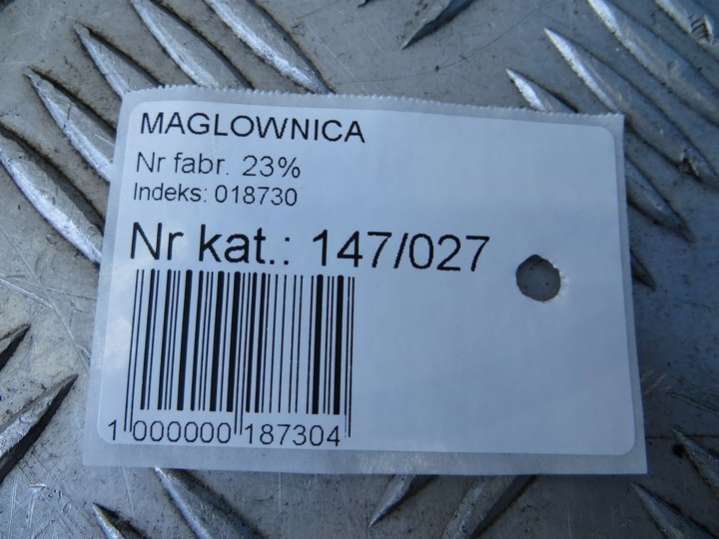 MAGLOWNICA
Nr fabr. 23%
Indeks: 018730
Nr kat.: 147/027
1 000000 187304